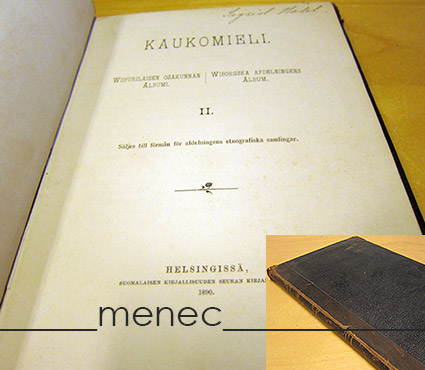 KAUKOMIELI.
WIIPURILAISEN OSAKUNNAN
ALBUMI.
WIBORGSKA AFDELNINGENS
ALBUM.
II.
Säljes till förmån för afdelningens etnografiska samlingar.
HELSINGISSÄ,
SUOMALAISEN KIRJALLISUUDEN SEURAN KIRJA
1890.
menec